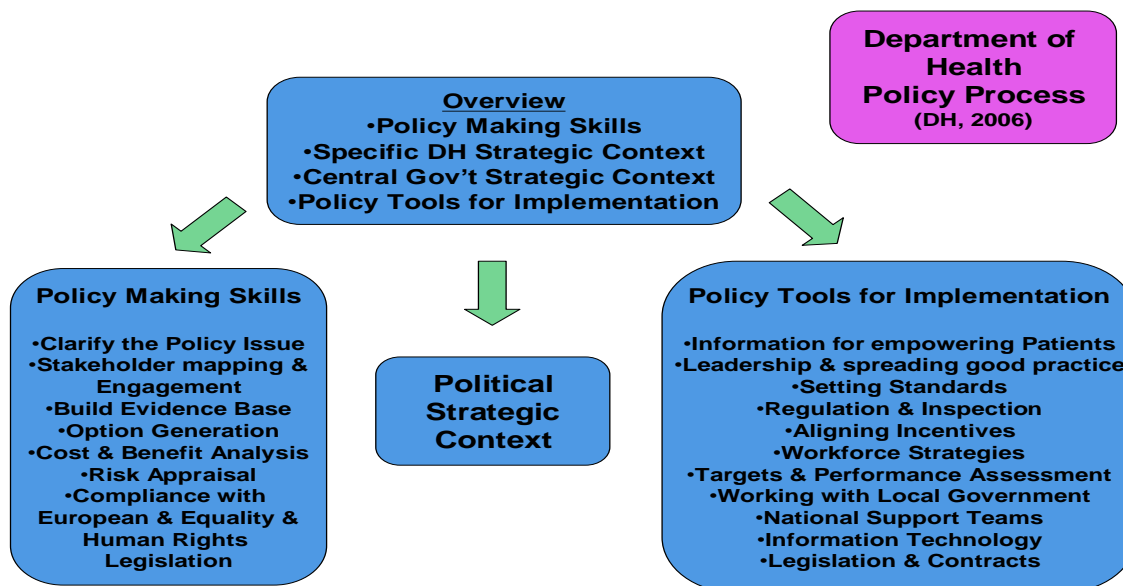 Department of
Health
Policy Process
(DH, 2006)
Overview
•Policy Making Skills
•Specific DH Strategic Context
•Central Gov't Strategic Context
•Policy Tools for Implementation
Policy Making Skills
•Clarify the Policy Issue
•Stakeholder mapping &
Engagement
•Build Evidence Base
•Option Generation
•Cost & Benefit Analysis
•Risk Appraisal
•Compliance with
European & Equality &
Human Rights
Legislation
Political
Strategic
Context
Policy Tools for Implementation
•Information for empowering Patients
•Leadership & spreading good practice
•Setting Standards
•Regulation & Inspection
•Aligning Incentives
•Workforce Strategies
•Targets & Performance Assessment
•Working with Local Government
•National Support Teams
•Information Technology
•Legislation & Contracts